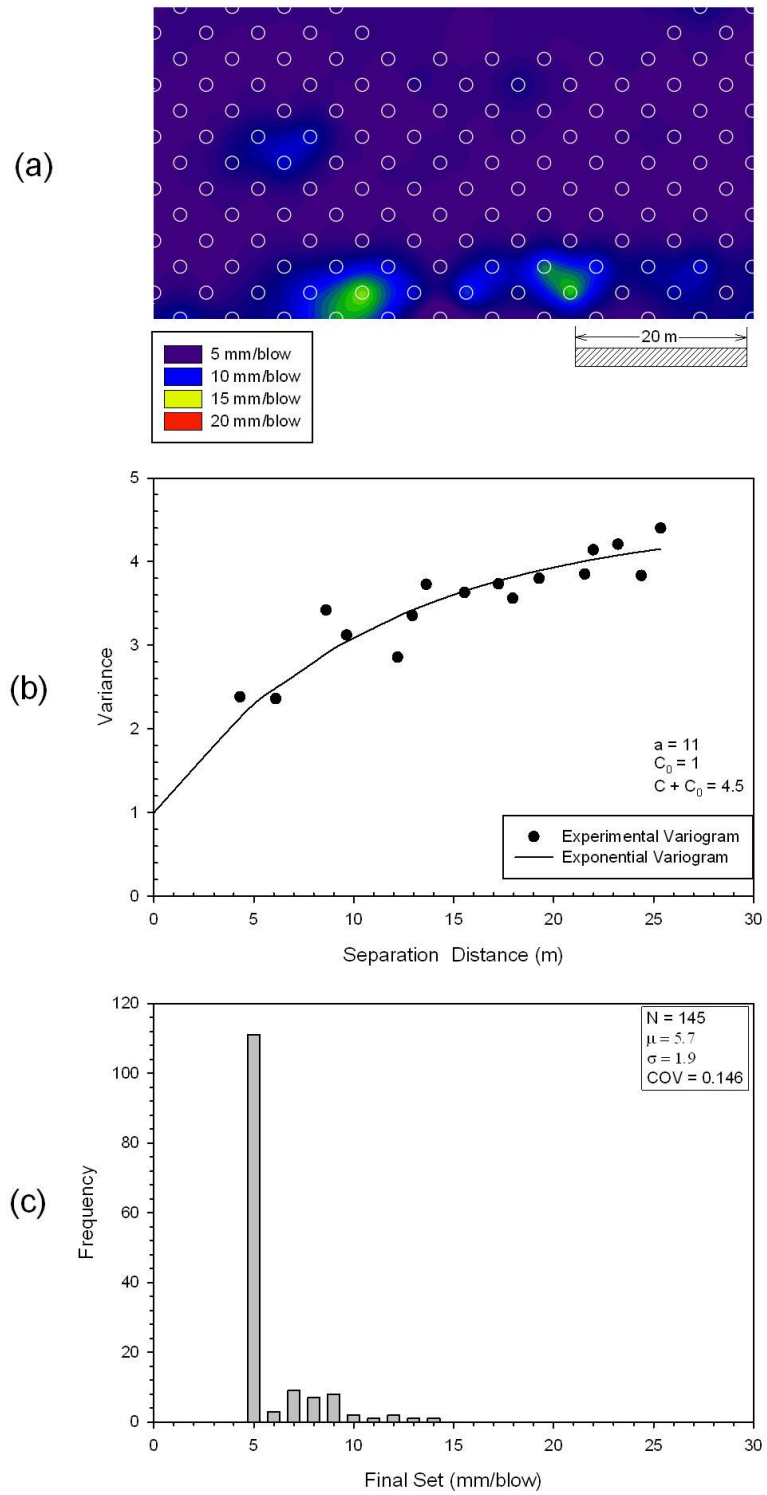 (a)
20 m
5 mm/blow
10 mm/blow
15 mm/blow
20 mm/blow
(b)
Variance
5
4
3
2
1
0
a = 11
C₀ = 1
C + C₀ = 4.5
Experimental Variogram
Exponential Variogram
0 5 10 15 20 25 30
Separation Distance (m)
(c)
Frequency
120
100
80
60
40
20
0
N = 145
μ = 5.7
σ = 1.9
COV = 0.146
0 5 10 15 20 25 30
Final Set (mm/blow)